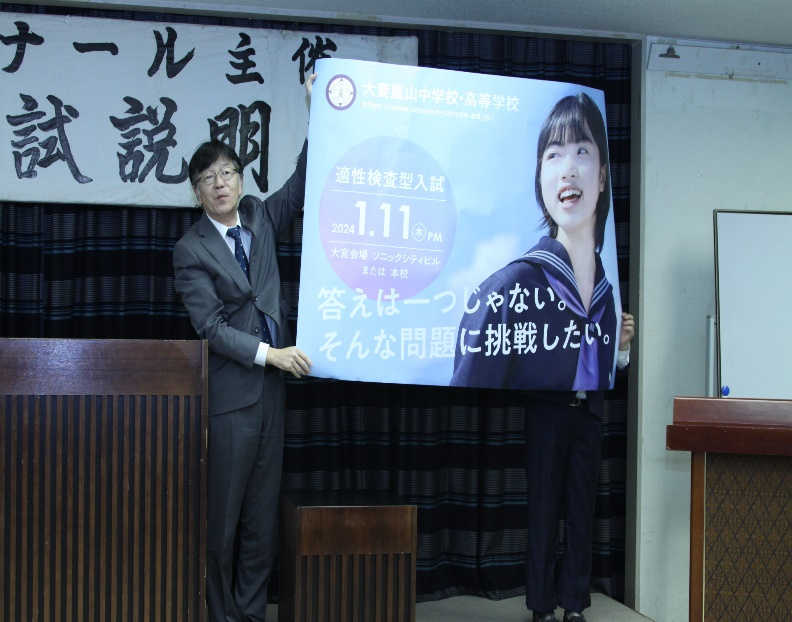 ナール主催
試説明
大妻嵐山中学校・高等学校
適性検査型入試
2024 1.11 木 PM
大宮会場 ソニックシティビル
または 本校
答えは一つじゃない。
そんな問題に挑戦したい。